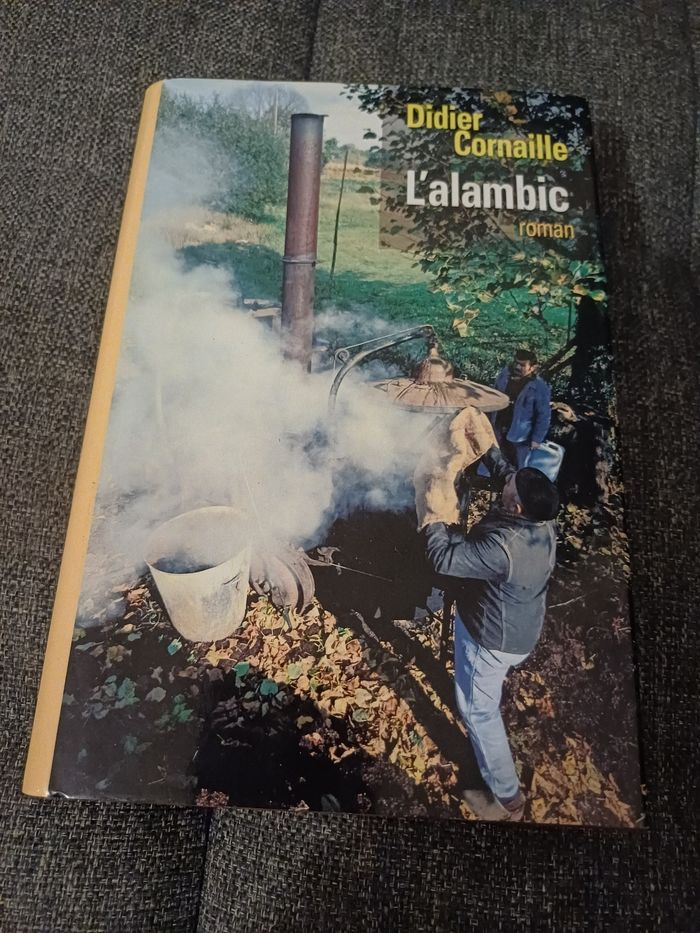 Didier
Cornaille
L'alambic
roman